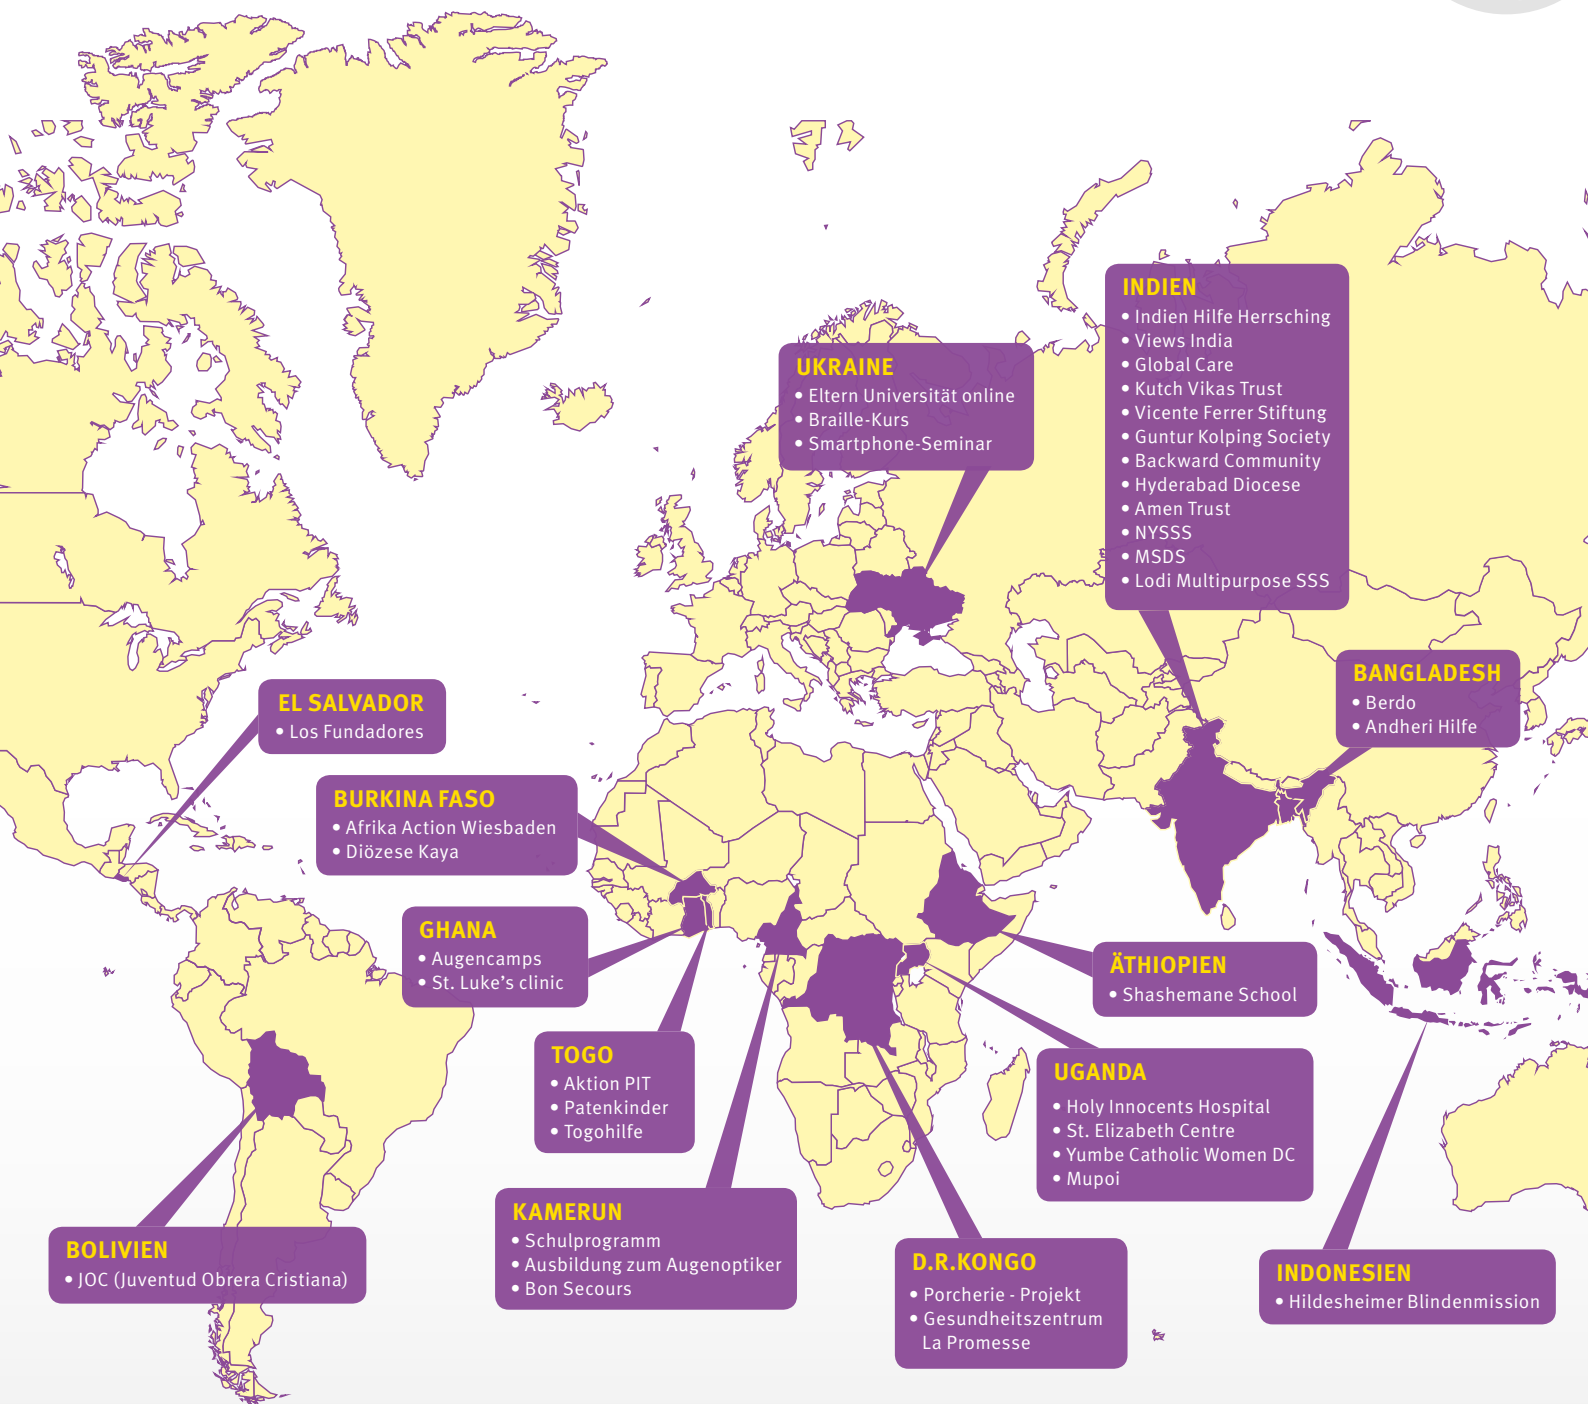 INDIEN
• Indien Hilfe Herrsching
• Views India
• Global Care
• Kutch Vikas Trust
• Vicente Ferrer Stiftung
• Guntur Kolping Society
• Backward Community
• Hyderabad Diocese
• Amen Trust
• NYSSS
• MSDS
• Lodi Multipurpose SSS
UKRAINE
• Eltern Universität online
• Braille-Kurs
• Smartphone-Seminar
BANGLADESH
• Berdo
• Andheri Hilfe
EL SALVADOR
• Los Fundadores
BURKINA FASO
• Afrika Action Wiesbaden
• Diözese Kaya
GHANA
• Augencamps
• St. Luke's clinic
ÄTHIOPIEN
• Shashemane School
TOGO
• Aktion PIT
• Patenkinder
• Togohilfe
UGANDA
• Holy Innocents Hospital
• St. Elizabeth Centre
• Yumbe Catholic Women DC
• Mupoi
KAMERUN
• Schulprogramm
• Ausbildung zum Augenoptiker
• Bon Secours
BOLIVIEN
• JOC (Juventud Obrera Cristiana)
D.R.KONGO
• Porcherie - Projekt
• Gesundheitszentrum
La Promesse
INDONESIEN
• Hildesheimer Blindenmission